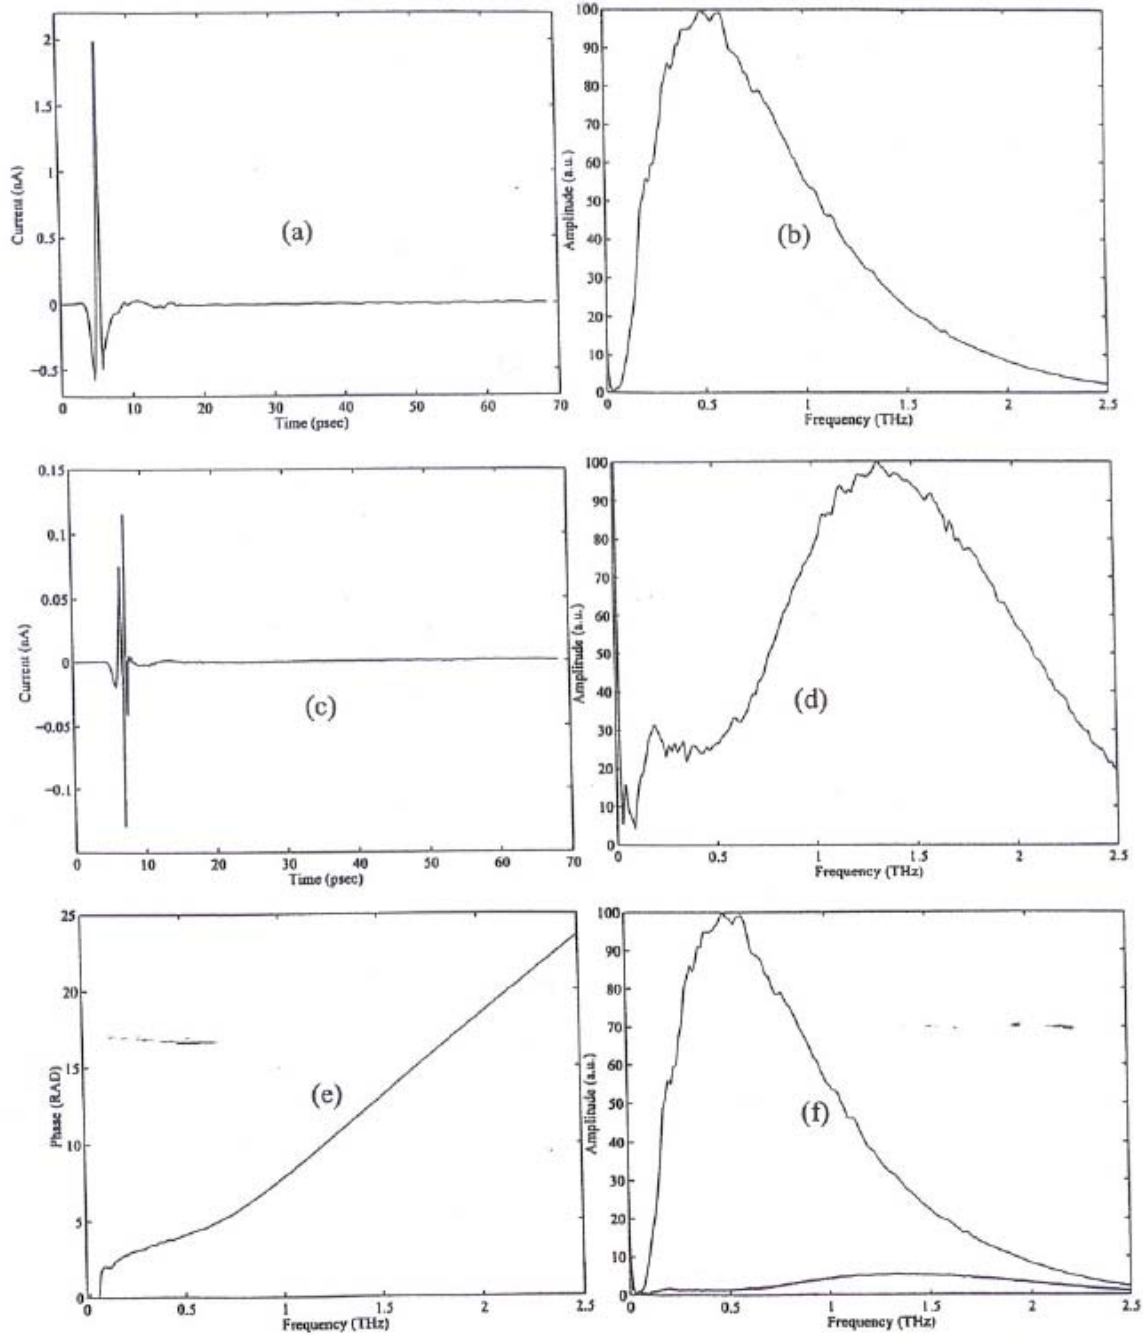 2
1.5
1
0.5
0
−0.5
Current (nA)
(a)
0 10 20 30 40 50 60 70
Time (psec)
100
90
80
70
60
50
40
30
20
10
0
Amplitude (a.u.)
(b)
0 0.5 1 1.5 2 2.5
Frequency (THz)
0.15
0.1
0.05
0
−0.05
−0.1
Current (nA)
(c)
0 10 20 30 40 50 60 70
Time (psec)
100
90
80
70
60
50
40
30
20
10
0
Amplitude (a.u.)
(d)
0 0.5 1 1.5 2 2.5
Frequency (THz)
25
20
15
10
5
0
Phase (RAD)
(e)
0 0.5 1 1.5 2 2.5
Frequency (THz)
100
90
80
70
60
50
40
30
20
10
0
Amplitude (a.u.)
(f)
0 0.5 1 1.5 2 2.5
Frequency (THz)